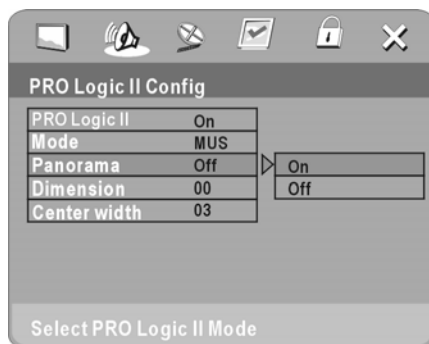 PRO Logic II Config
PRO Logic II On
Mode MUS
Panorama Off On
Dimension 00 Off
Center width 03
Select PRO Logic II Mode